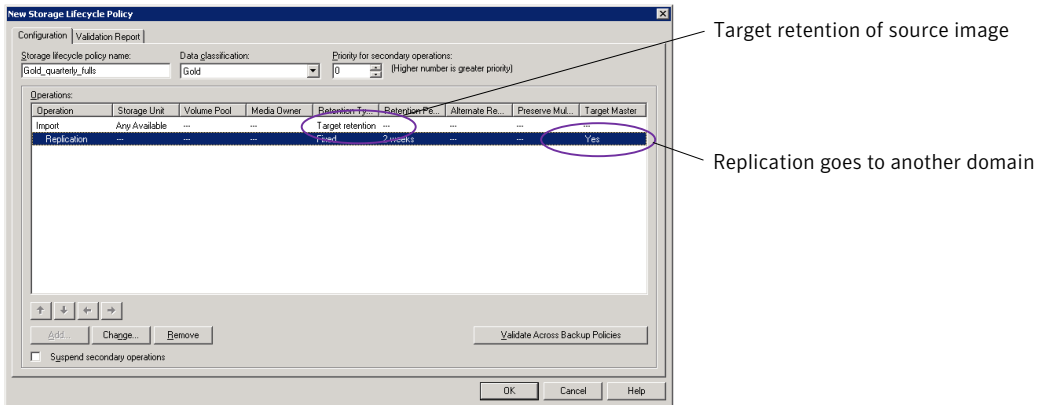 New Storage Lifecycle Policy
Configuration Validation Report
Storage lifecycle policy name: Data classification: Priority for secondary operations:
Gold_quarterly_fulls Gold 0 (Higher number is greater priority)
Operations:
Operation Storage Unit Volume Pool Media Owner Retention Ty... Retention Pe... Alternate Re... Preserve Mul... Target Master
Import Any Available --- --- Target retention --- --- --- ---
Replication --- --- --- Fixed 2 weeks --- --- Yes
Add... Change... Remove Validate Across Backup Policies
Suspend secondary operations
OK Cancel Help
Target retention of source image
Replication goes to another domain